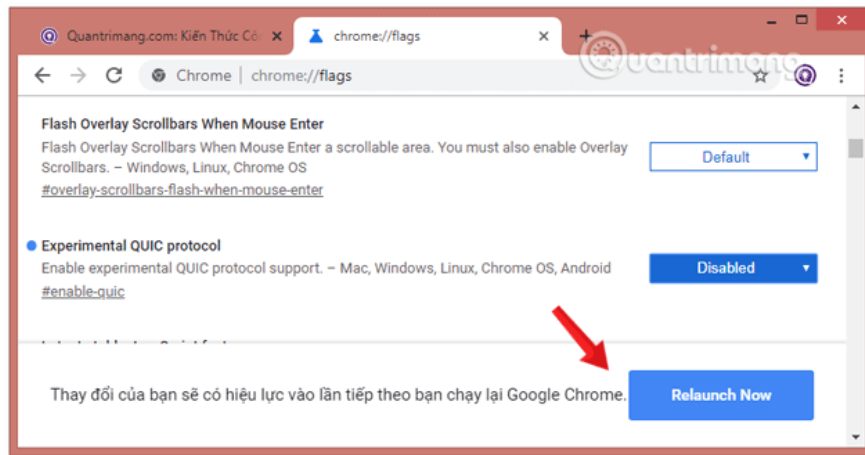 Quantrimang.com: Kiến Thức Cô
chrome://flags
Quantrimang
Chrome | chrome://flags
Flash Overlay Scrollbars When Mouse Enter
Flash Overlay Scrollbars When Mouse Enter a scrollable area. You must also enable Overlay
Scrollbars. – Windows, Linux, Chrome OS
Default
#overlay-scrollbars-flash-when-mouse-enter
Experimental QUIC protocol
Enable experimental QUIC protocol support. – Mac, Windows, Linux, Chrome OS, Android
Disabled
#enable-quic
Thay đổi của bạn sẽ có hiệu lực vào lần tiếp theo bạn chạy lại Google Chrome.
Relaunch Now